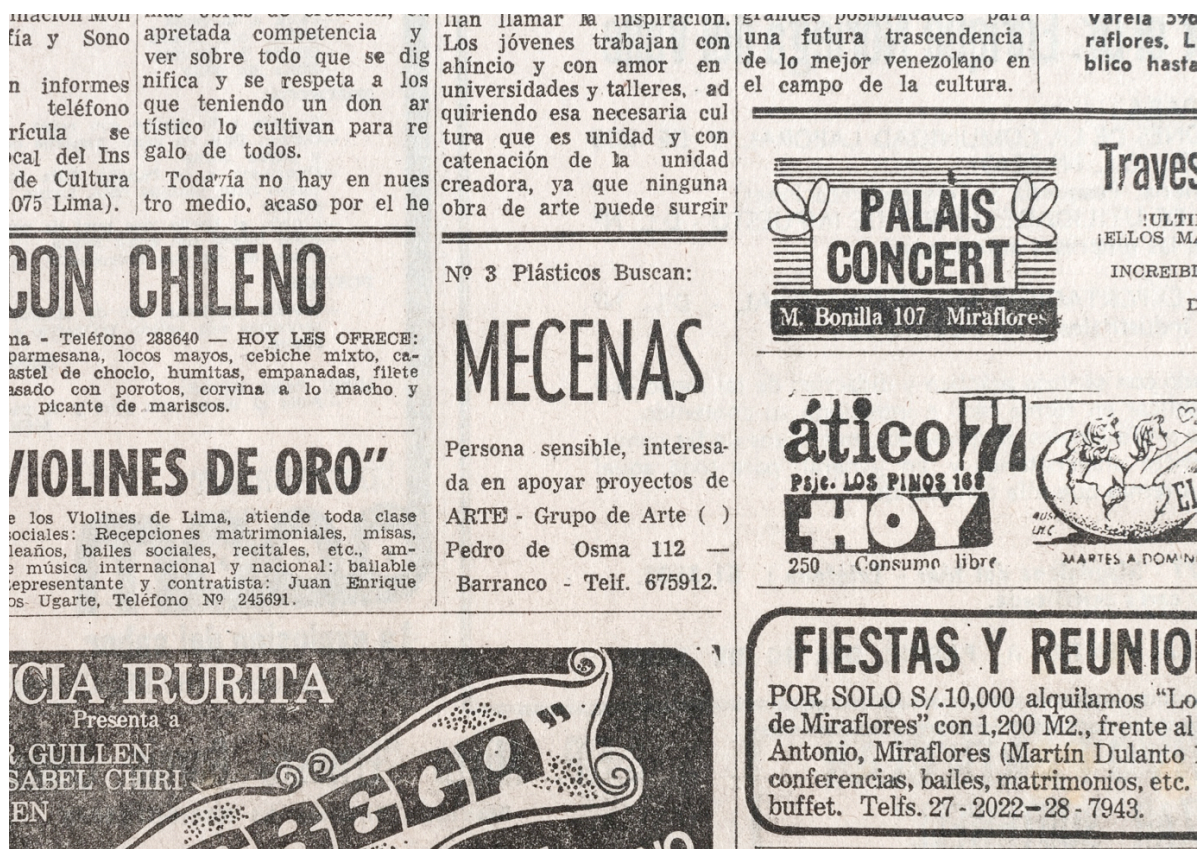 fía y Sono
n informes
teléfono
rícula se
ocal del Ins
de Cultura
075 Lima).
apretada competencia y
ver sobre todo que se dig
nifica y se respeta a los
que teniendo un don ar
tístico lo cultivan para re
galo de todos.
Todavía no hay en nues
tro medio, acaso por el he
lían llamar la inspiración.
Los jóvenes trabajan con
ahíncio y con amor en
universidades y talleres, ad
quiriendo esa necesaria cul
tura que es unidad y con
catenación de la unidad
creadora, ya que ninguna
obra de arte puede surgir
grandes posibilidades para
una futura trascendencia
de lo mejor venezolano en
el campo de la cultura.
Varela 596
raflores. L
blico hasta
CON CHILENO
na - Teléfono 288640 — HOY LES OFRECE:
parmesana, locos mayos, cebiche mixto, ca-
astel de choclo, humitas, empanadas, filete
asado con porotos, corvina a lo macho y
picante de mariscos.
VIOLINES DE ORO”
e los Violines de Lima, atiende toda clase
sociales: Recepciones matrimoniales, misas,
leaños, bailes sociales, recitales, etc., am-
e música internacional y nacional: bailable
epresentante y contratista: Juan Enrique
os Ugarte, Teléfono Nº 245691.
Nº 3 Plásticos Buscan:
MECENAS
Persona sensible, interesa-
da en apoyar proyectos de
ARTE - Grupo de Arte ( )
Pedro de Osma 112 —
Barranco - Telf. 675912.
PALAIS
CONCERT
M. Bonilla 107 Miraflores
Traves
!ULTI
¡ELLOS MA
INCREIBI
ático 77
Psje. LOS PINOS 168
HOY
250 Consumo libre
EL
MARTES A DOMIN
UCIA IRURITA
Presenta a
R GUILLEN
SABEL CHIRI
EN
RECA”
FIESTAS Y REUNIO
POR SOLO S/.10,000 alquilamos “Lo
de Miraflores” con 1,200 M2., frente al
Antonio, Miraflores (Martín Dulanto
conferencias, bailes, matrimonios, etc.
buffet. Telfs. 27 - 2022 — 28 - 7943.